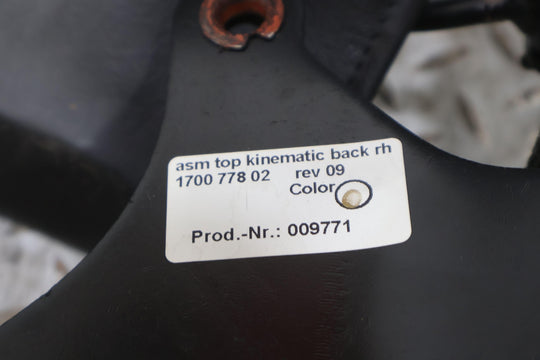 asm top kinematic back rh
1700 778 02 rev 09
Color
Prod.-Nr.: 009771